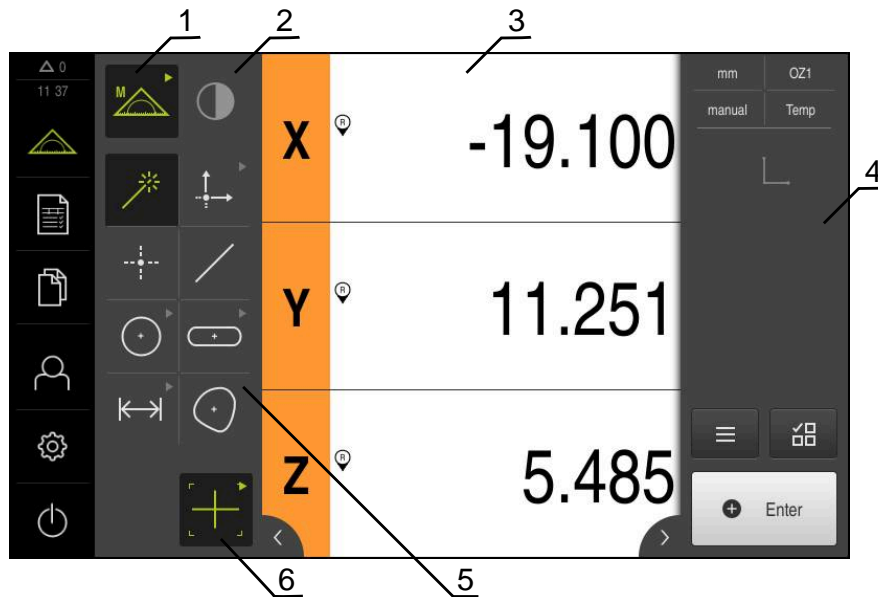 1 2 3
0
11 37
M
mm OZ1
manual Temp
X R -19.100
4
Y R 11.251
Z R 5.485
Enter
6 5